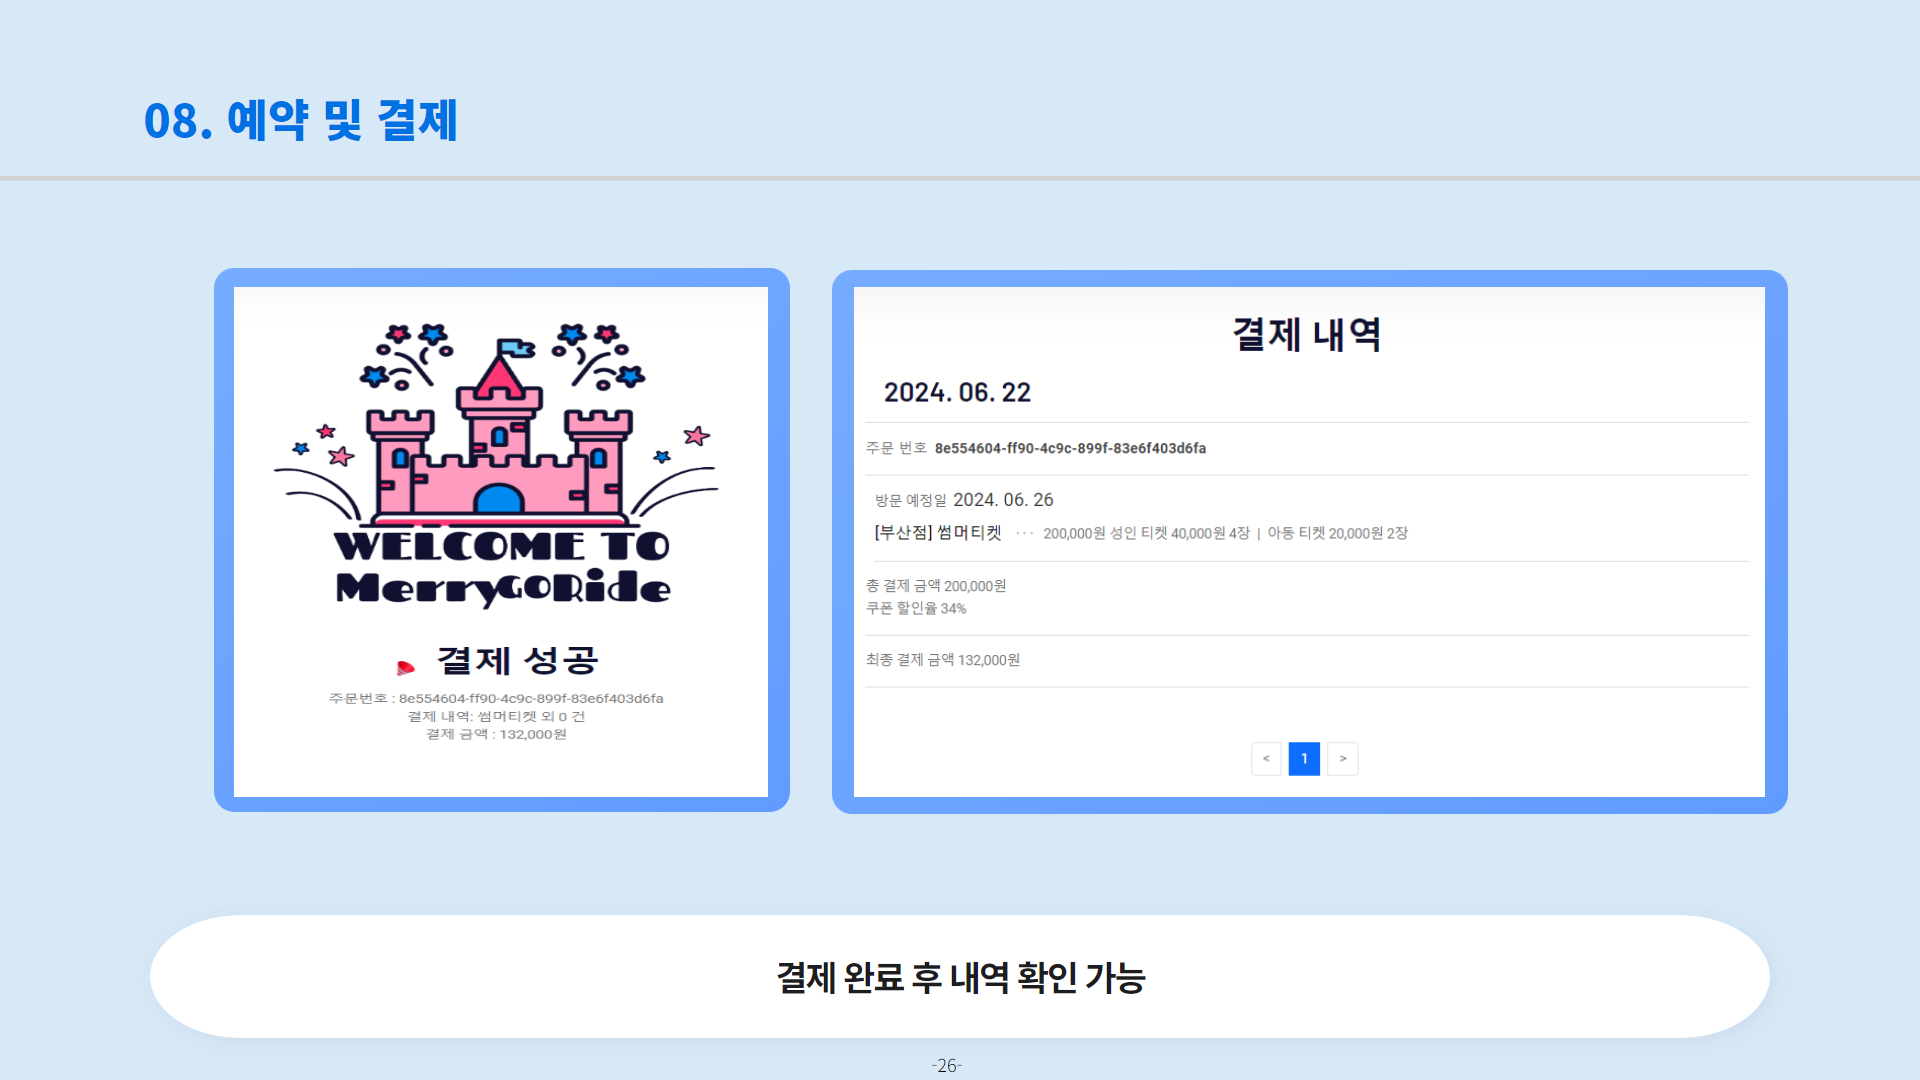 08. 예약 및 결제
WELCOME TO
MerryGoRide
결제 성공
주문번호 : 8e554604-ff90-4c9c-899f-83e6f403d6fa
결제 내역: 썸머티켓 외 0 건
결제 금액 : 132,000원
결제 내역
2024. 06. 22
주문 번호 8e554604-ff90-4c9c-899f-83e6f403d6fa
방문 예정일 2024. 06. 26
[부산점] 썸머티켓 ··· 200,000원 성인 티켓 40,000원 4장 | 아동 티켓 20,000원 2장
총 결제 금액 200,000원
쿠폰 할인율 34%
최종 결제 금액 132,000원
< 1 >
결제 완료 후 내역 확인 가능
-26-